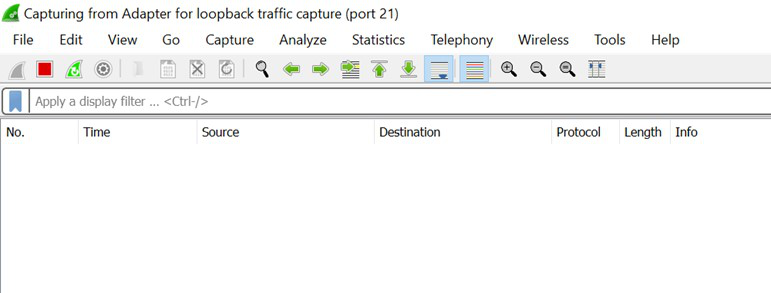 Capturing from Adapter for loopback traffic capture (port 21)
File Edit View Go Capture Analyze Statistics Telephony Wireless Tools Help
Apply a display filter ... <Ctrl-/>
No. Time Source Destination Protocol Length Info